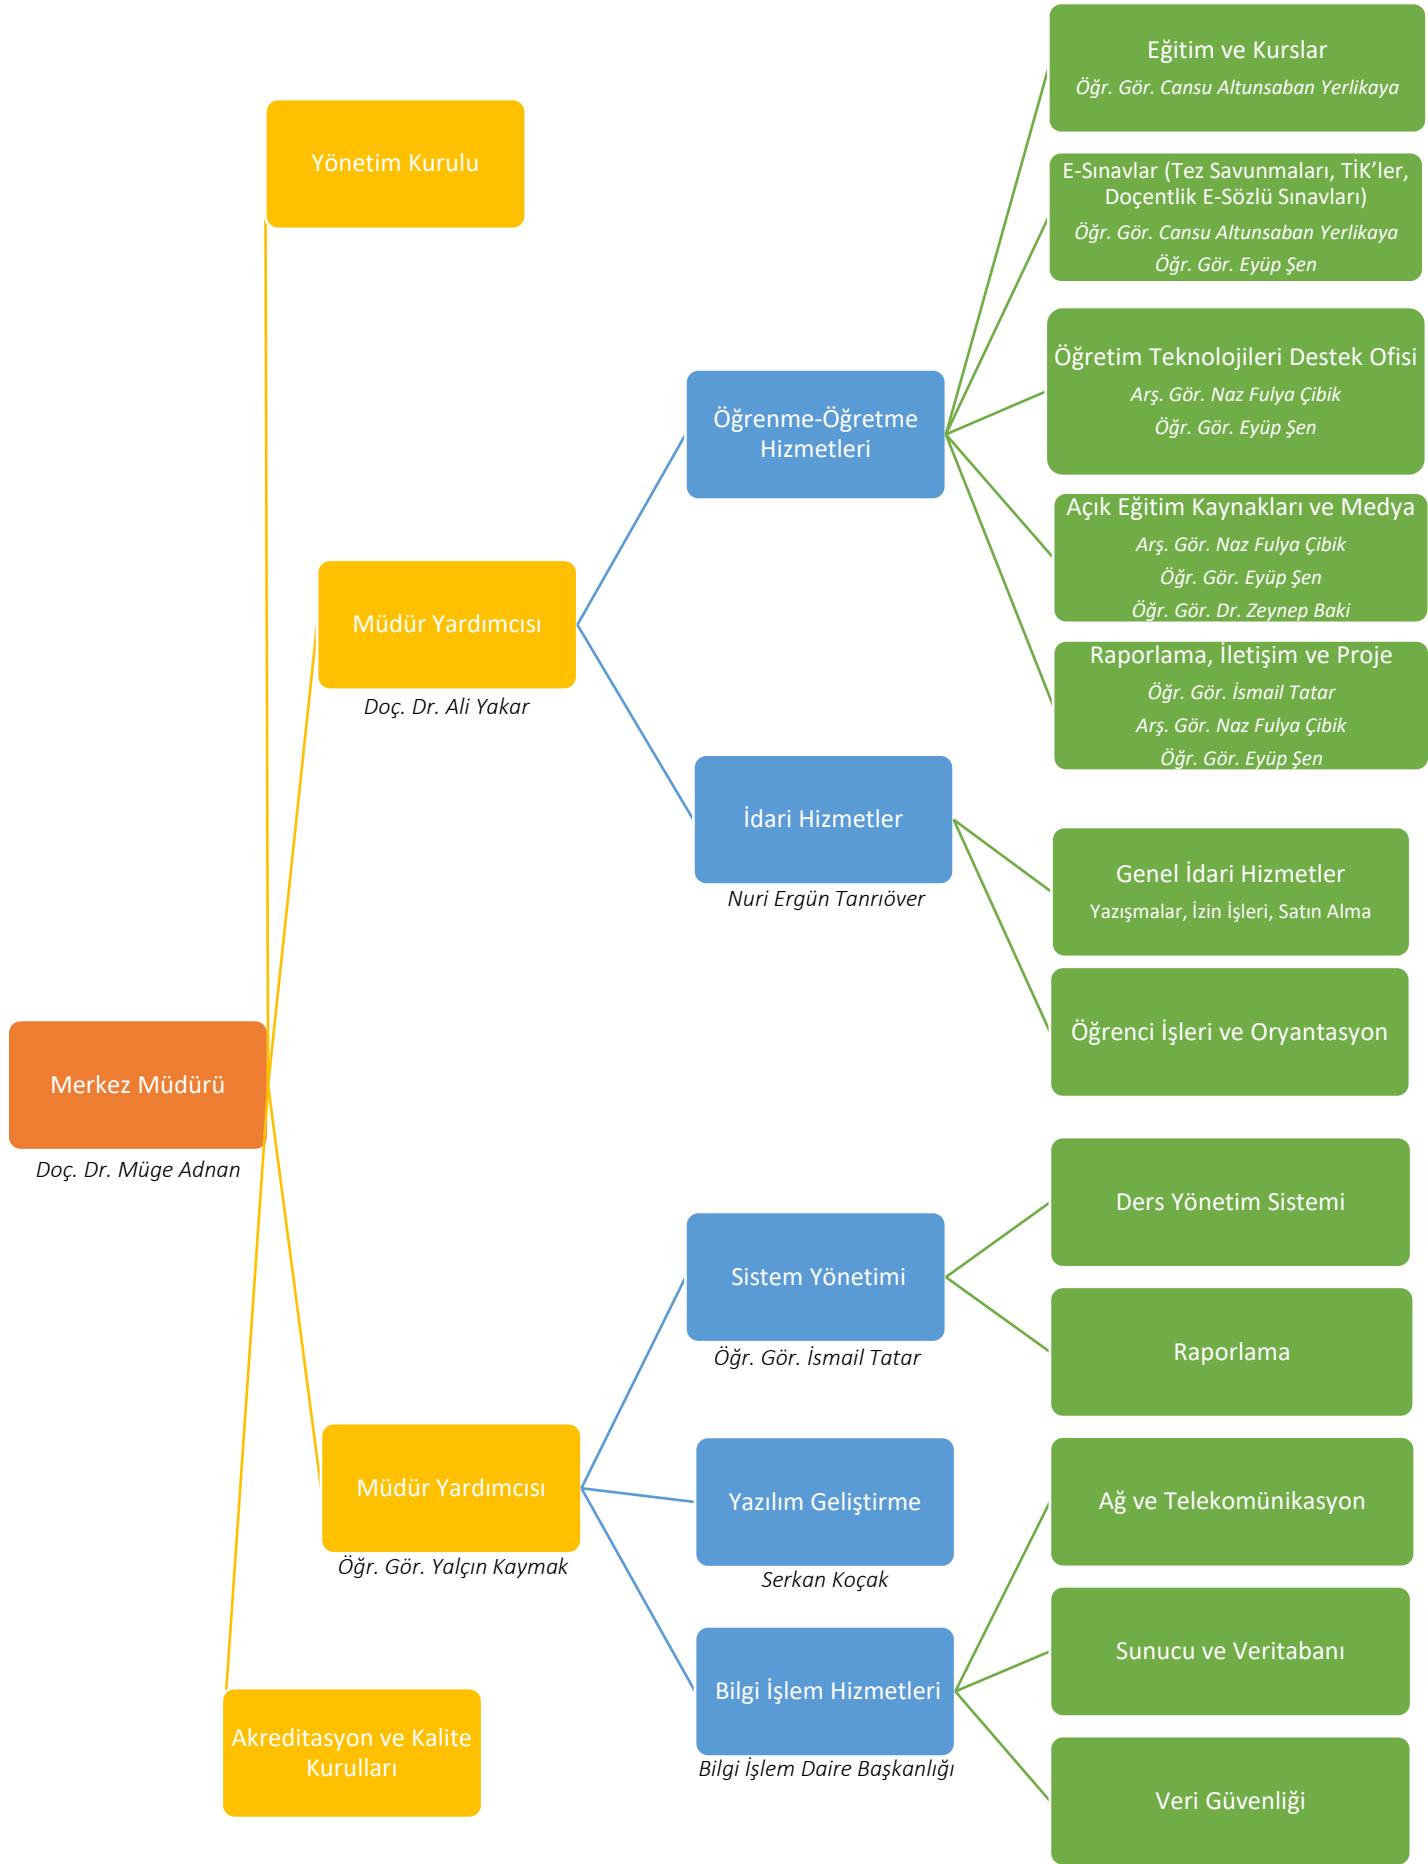 Eğitim ve Kurslar
Öğr. Gör. Cansu Altunsaban Yerlikaya
Yönetim Kurulu
E-Sınavlar (Tez Savunmaları, TİK’ler,
Doçentlik E-Sözlü Sınavları)
Öğr. Gör. Cansu Altunsaban Yerlikaya
Öğr. Gör. Eyüp Şen
Öğretim Teknolojileri Destek Ofisi
Arş. Gör. Naz Fulya Çibik
Öğr. Gör. Eyüp Şen
Öğrenme-Öğretme
Hizmetleri
Açık Eğitim Kaynakları ve Medya
Arş. Gör. Naz Fulya Çibik
Öğr. Gör. Eyüp Şen
Öğr. Gör. Dr. Zeynep Baki
Müdür Yardımcısı
Doç. Dr. Ali Yakar
Raporlama, İletişim ve Proje
Öğr. Gör. İsmail Tatar
Arş. Gör. Naz Fulya Çibik
Öğr. Gör. Eyüp Şen
İdari Hizmetler
Nuri Ergün Tanrıöver
Genel İdari Hizmetler
Yazışmalar, İzin İşleri, Satın Alma
Öğrenci İşleri ve Oryantasyon
Merkez Müdürü
Doç. Dr. Müge Adnan
Ders Yönetim Sistemi
Sistem Yönetimi
Öğr. Gör. İsmail Tatar
Raporlama
Müdür Yardımcısı
Öğr. Gör. Yalçın Kaymak
Yazılım Geliştirme
Serkan Koçak
Ağ ve Telekomünikasyon
Sunucu ve Veritabanı
Bilgi İşlem Hizmetleri
Bilgi İşlem Daire Başkanlığı
Akreditasyon ve Kalite
Kurulları
Veri Güvenliği